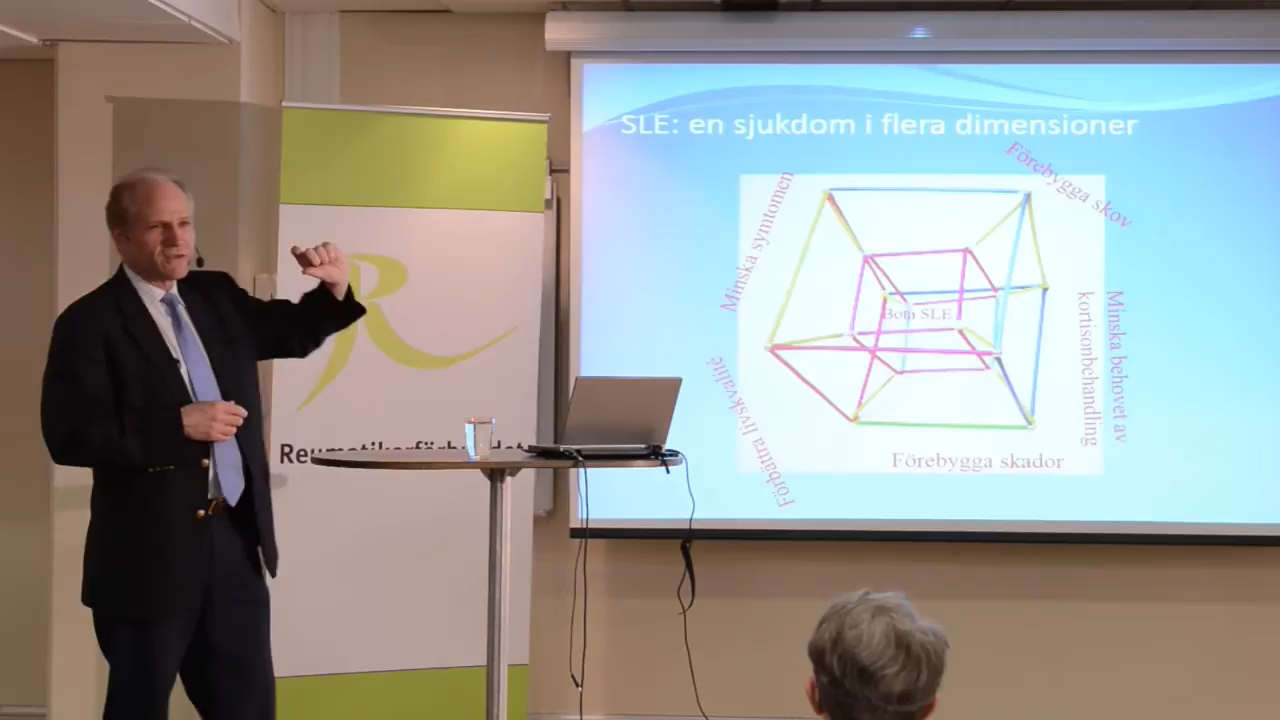 SLE: en sjukdom i flera dimensioner
Förebygga skov
Minska symtomen
Bota SLE
Minska behovet av
kortisonbehandling
Förbättra livskvalité
Förebygga skador
R
Reumatikerförbundet